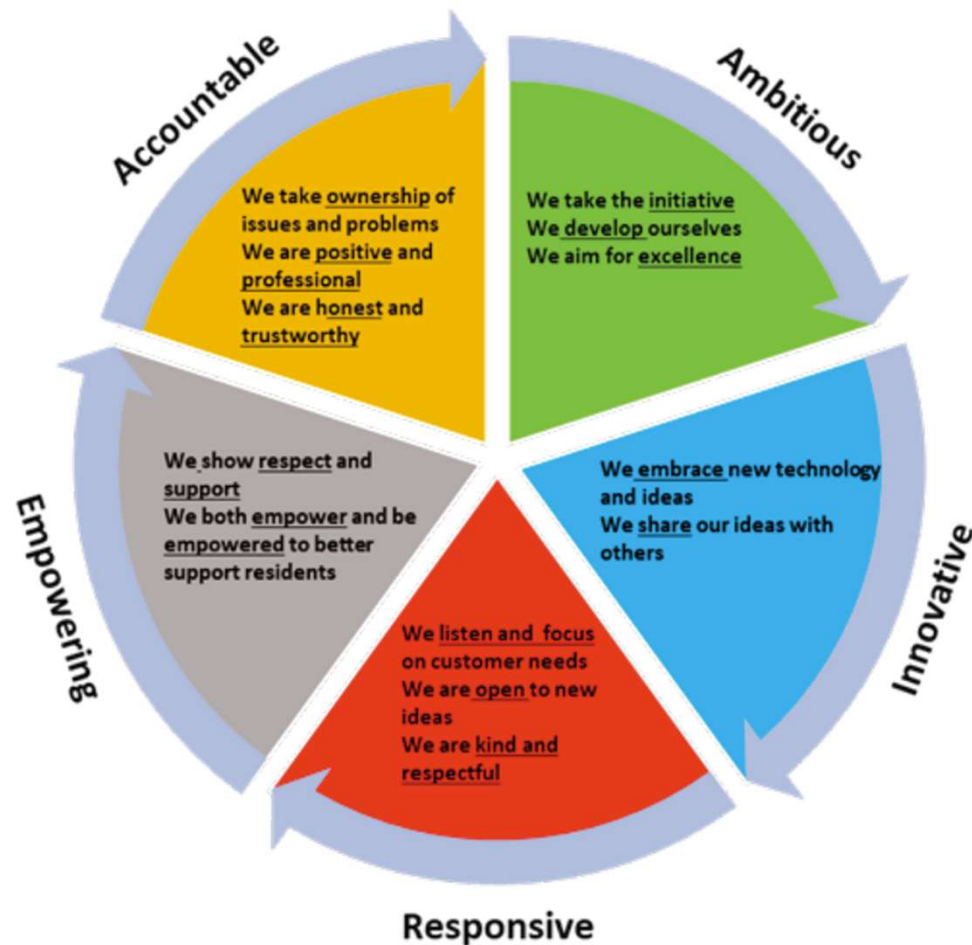 Accountable
We take ownership of
issues and problems
We are positive and
professional
We are honest and
trustworthy
Ambitious
We take the initiative
We develop ourselves
We aim for excellence
Innovative
We embrace new technology
and ideas
We share our ideas with
others
Responsive
We listen and focus
on customer needs
We are open to new
ideas
We are kind and
respectful
Empowering
We show respect and
support
We both empower and be
empowered to better
support residents